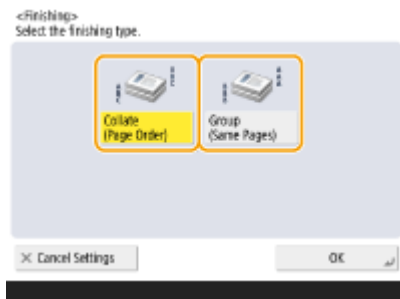 <Finishing>
Select the finishing type.
Collate
(Page Order)
Group
(Same Pages)
× Cancel Settings
OK